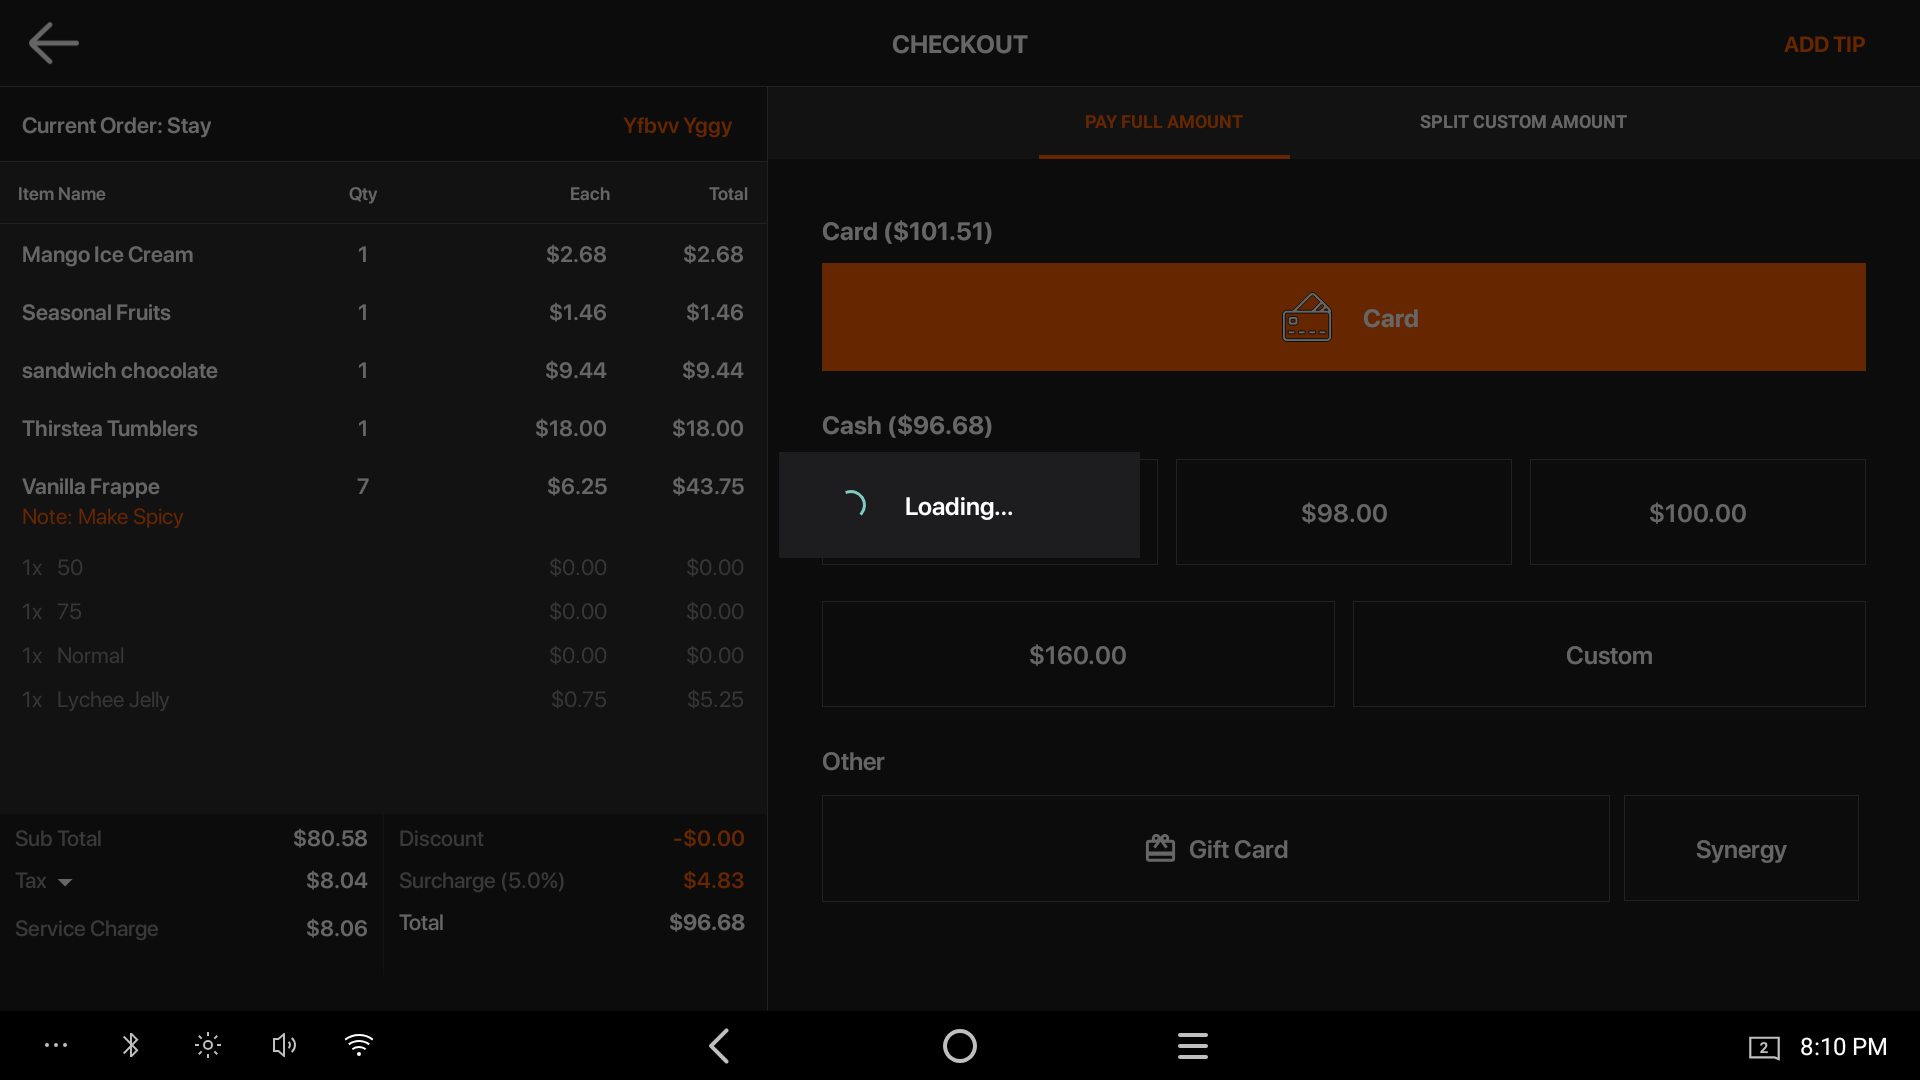 CHECKOUT
ADD TIP
Current Order: Stay
Yfbvv Yggy
Item Name Qty Each Total
Mango Ice Cream 1 $2.68 $2.68
Seasonal Fruits 1 $1.46 $1.46
sandwich chocolate 1 $9.44 $9.44
Thirstea Tumblers 1 $18.00 $18.00
Vanilla Frappe 7 $6.25 $43.75
Note: Make Spicy
1x 50 $0.00 $0.00
1x 75 $0.00 $0.00
1x Normal $0.00 $0.00
1x Lychee Jelly $0.75 $5.25
Sub Total $80.58
Tax $8.04
Service Charge $8.06
Discount -$0.00
Surcharge (5.0%) $4.83
Total $96.68
PAY FULL AMOUNT
SPLIT CUSTOM AMOUNT
Card ($101.51)
Card
Cash ($96.68)
Loading...
$98.00
$100.00
$160.00
Custom
Other
Gift Card
Synergy
2
8:10 PM